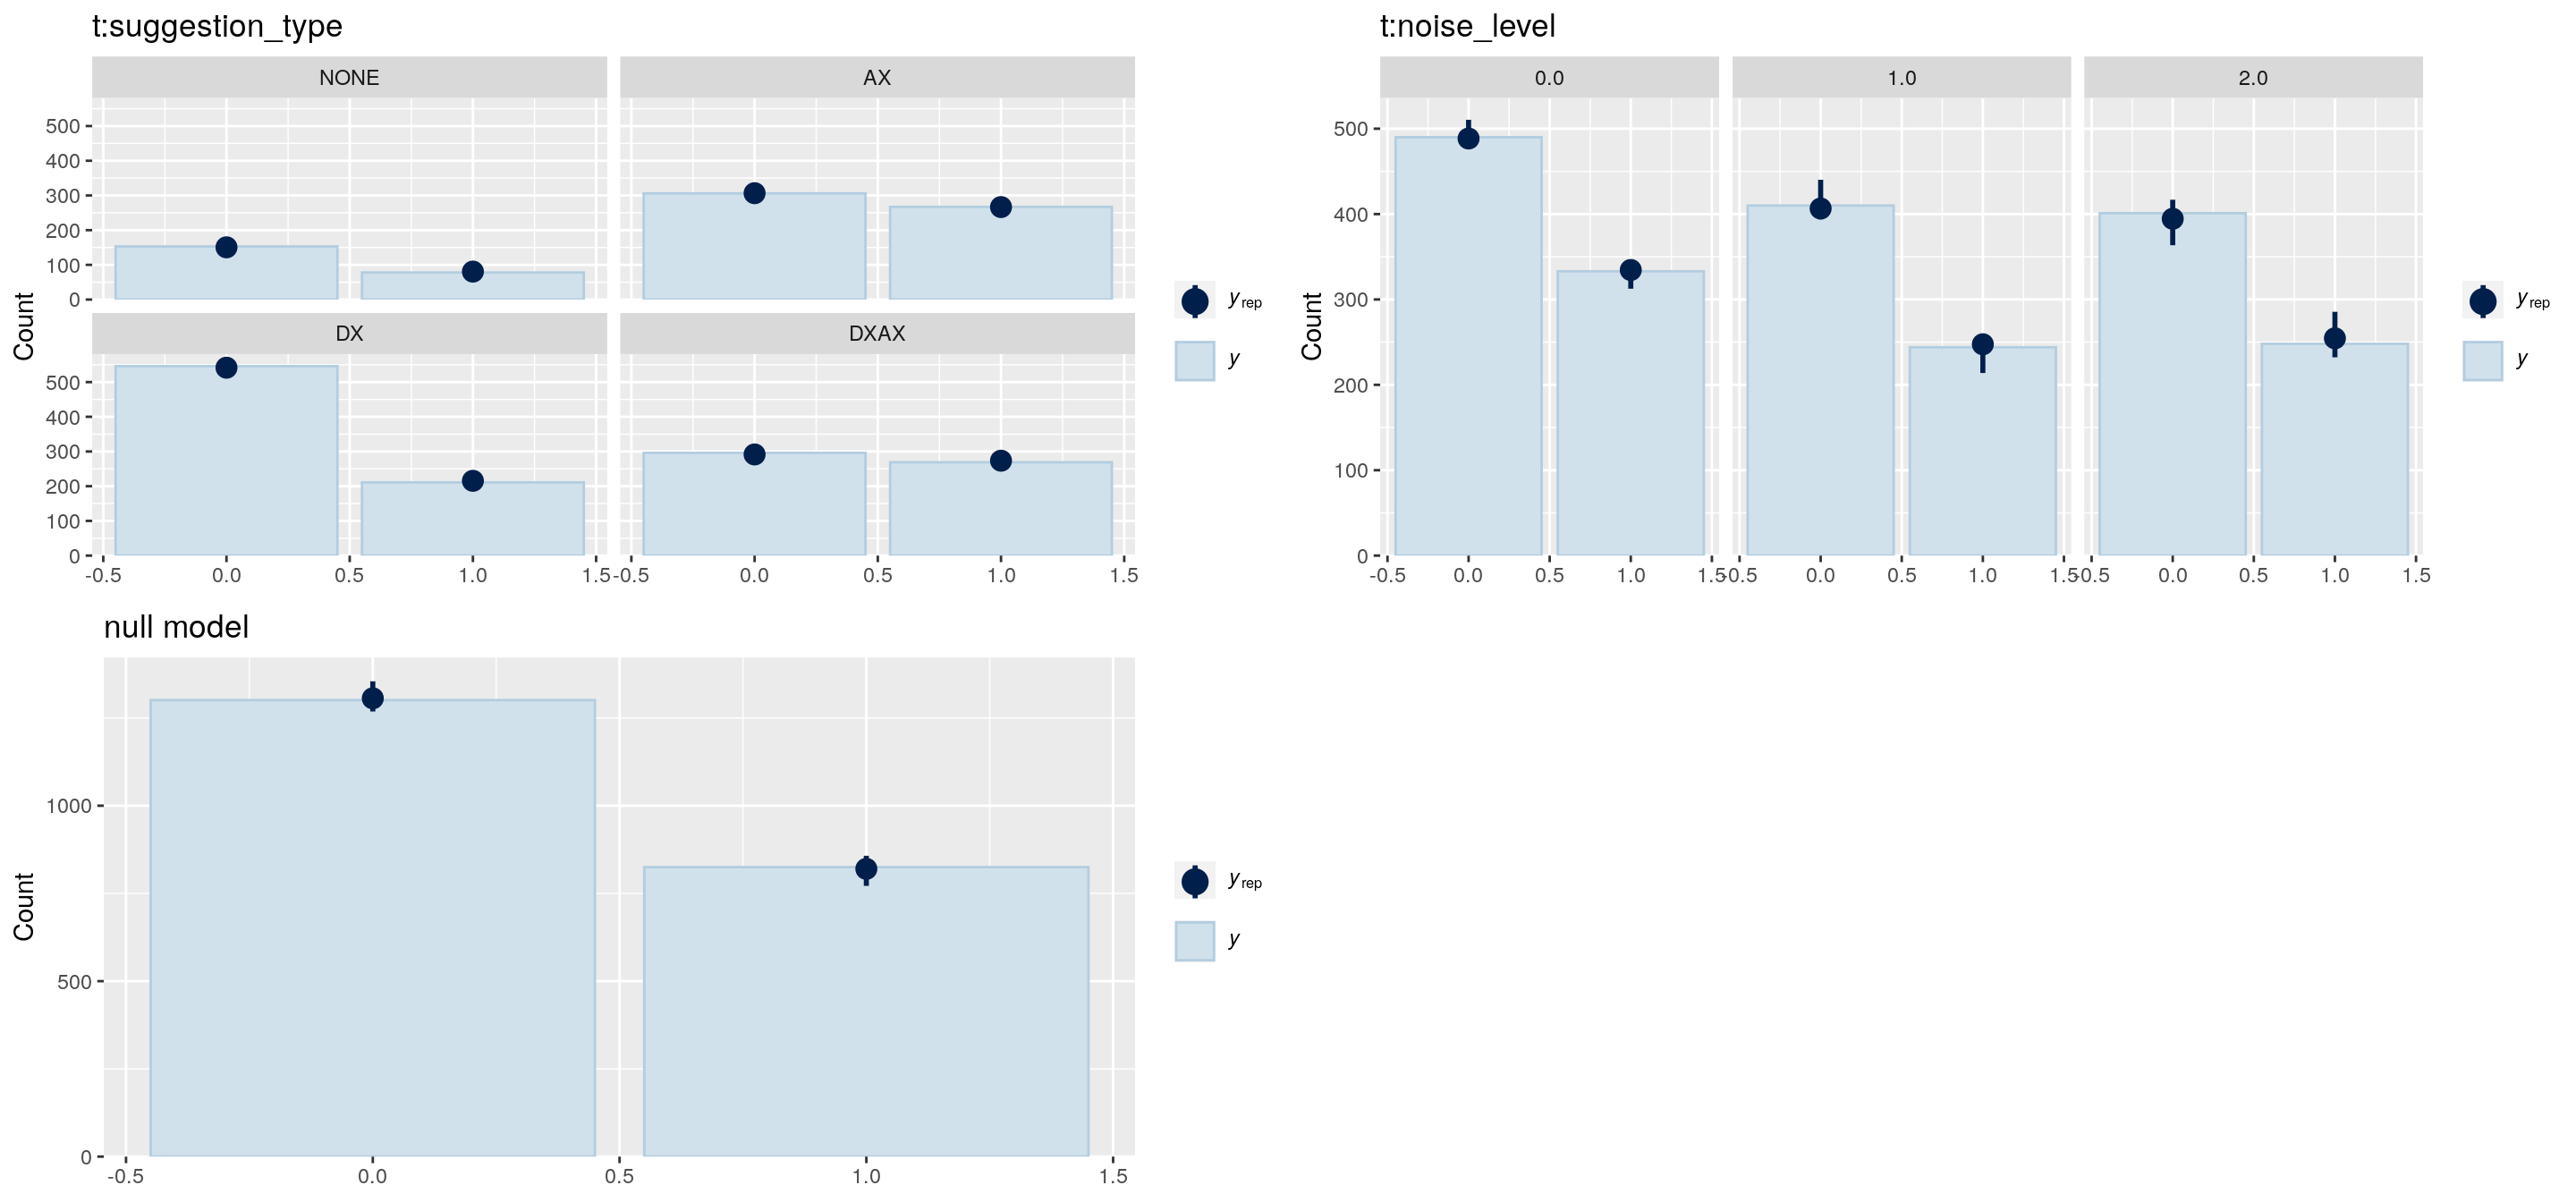 t:suggestion_type
NONE
AX
500
400
300
200
100
0
DX
DXAX
500
400
300
200
100
0
Count
-0.5 0.0 0.5 1.0 1.5 -0.5 0.0 0.5 1.0 1.5
y rep
y
t:noise_level
0.0 1.0 2.0
500
400
300
200
100
0
Count
-0.5 0.0 0.5 1.0 1.5 -0.5 0.0 0.5 1.0 1.5 -0.5 0.0 0.5 1.0 1.5
y rep
y
null model
1000
500
0
Count
-0.5 0.0 0.5 1.0 1.5
y rep
y